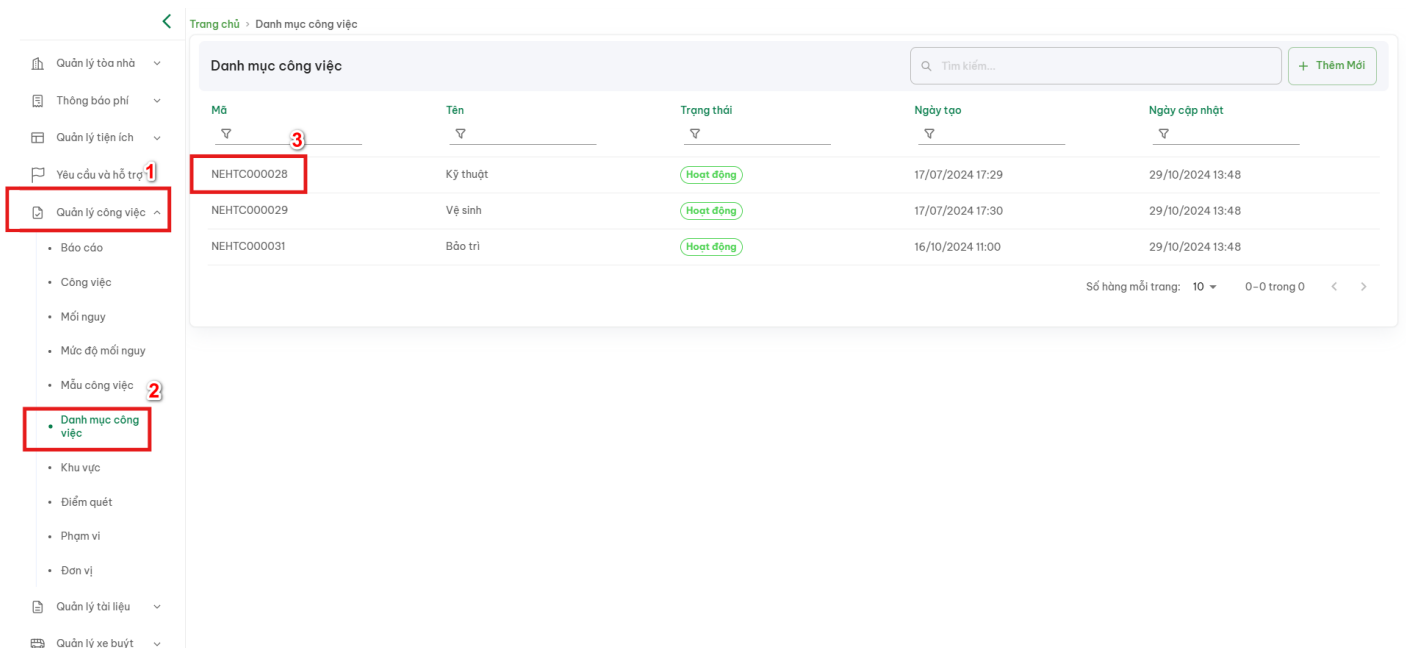 Trang chủ > Danh mục công việc
Quản lý tòa nhà
Thông báo phí
Quản lý tiện ích
Yêu cầu và hỗ trợ
1
Quản lý công việc
• Báo cáo
• Công việc
• Mối nguy
• Mức độ mối nguy
• Mẫu công việc
2
• Danh mục công
việc
• Khu vực
• Điểm quét
• Phạm vi
• Đơn vị
Quản lý tài liệu
Quản lý xe buýt
Danh mục công việc
Tìm kiếm...
+ Thêm Mới
Mã Tên Trạng thái Ngày tạo Ngày cập nhật
3
NEHTC000028 Kỹ thuật Hoạt động 17/07/2024 17:29 29/10/2024 13:48
NEHTC000029 Vệ sinh Hoạt động 17/07/2024 17:30 29/10/2024 13:48
NEHTC000031 Bảo trì Hoạt động 16/10/2024 11:00 29/10/2024 13:48
Số hàng mỗi trang: 10 0–0 trong 0